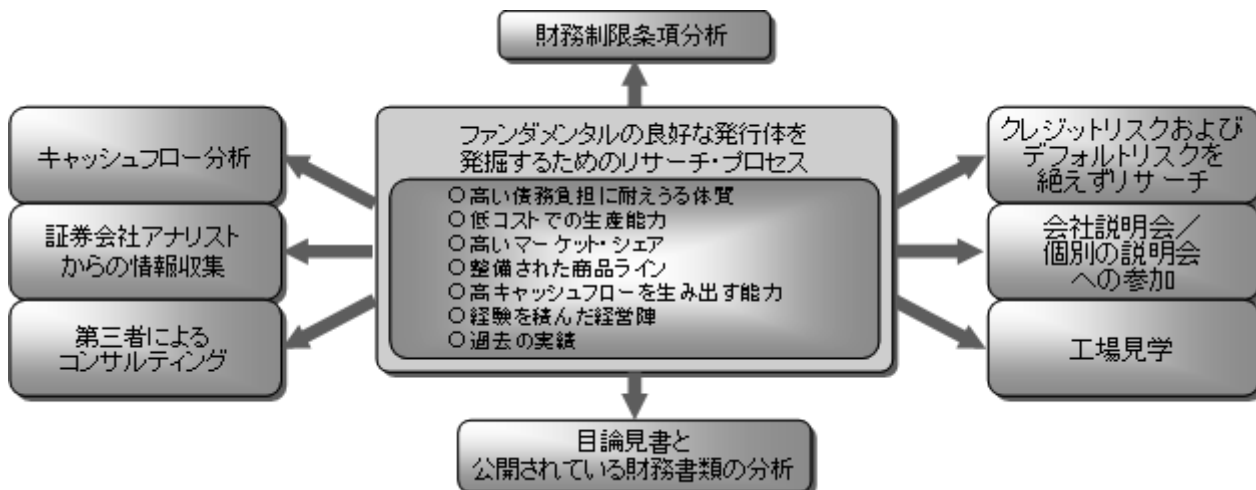 財務制限条項分析
ファンダメンタルの良好な発行体を
発掘するためのリサーチ・プロセス
○高い債務負担に耐えうる体質
○低コストでの生産能力
○高いマーケット・シェア
○整備された商品ライン
○高キャッシュフローを生み出す能力
○経験を積んだ経営陣
○過去の実績
キャッシュフロー分析
証券会社アナリスト
からの情報収集
第三者による
コンサルティング
クレジットリスクおよび
デフォルトリスクを
絶えずリサーチ
会社説明会/
個別の説明会
への参加
工場見学
目論見書と
公開されている財務書類の分析